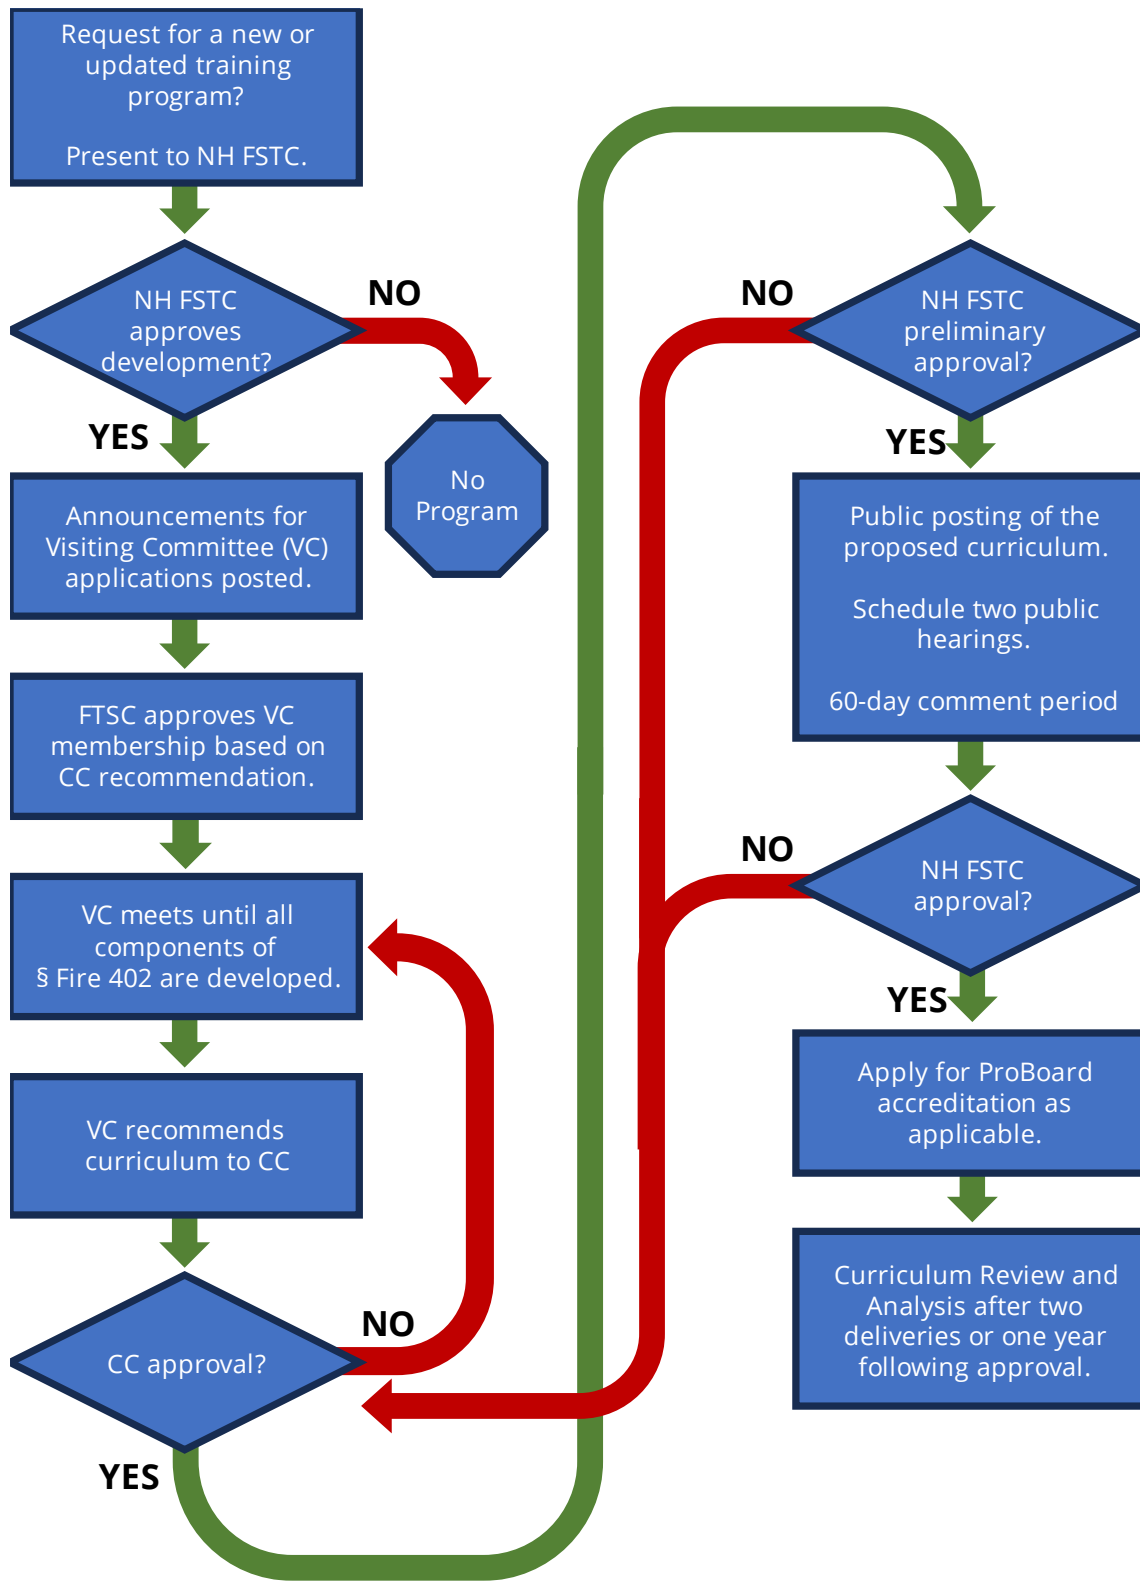 Request for a new or
updated training
program?
Present to NH FSTC.
NH FSTC
approves
development?
NO
YES
No
Program
Announcements for
Visiting Committee (VC)
applications posted.
FTSC approves VC
membership based on
CC recommendation.
VC meets until all
components of
§ Fire 402 are developed.
VC recommends
curriculum to CC
CC approval?
NO
YES
NH FSTC
preliminary
approval?
NO
YES
Public posting of the
proposed curriculum.
Schedule two public
hearings.
60-day comment period
NH FSTC
approval?
NO
YES
Apply for ProBoard
accreditation as
applicable.
Curriculum Review and
Analysis after two
deliveries or one year
following approval.